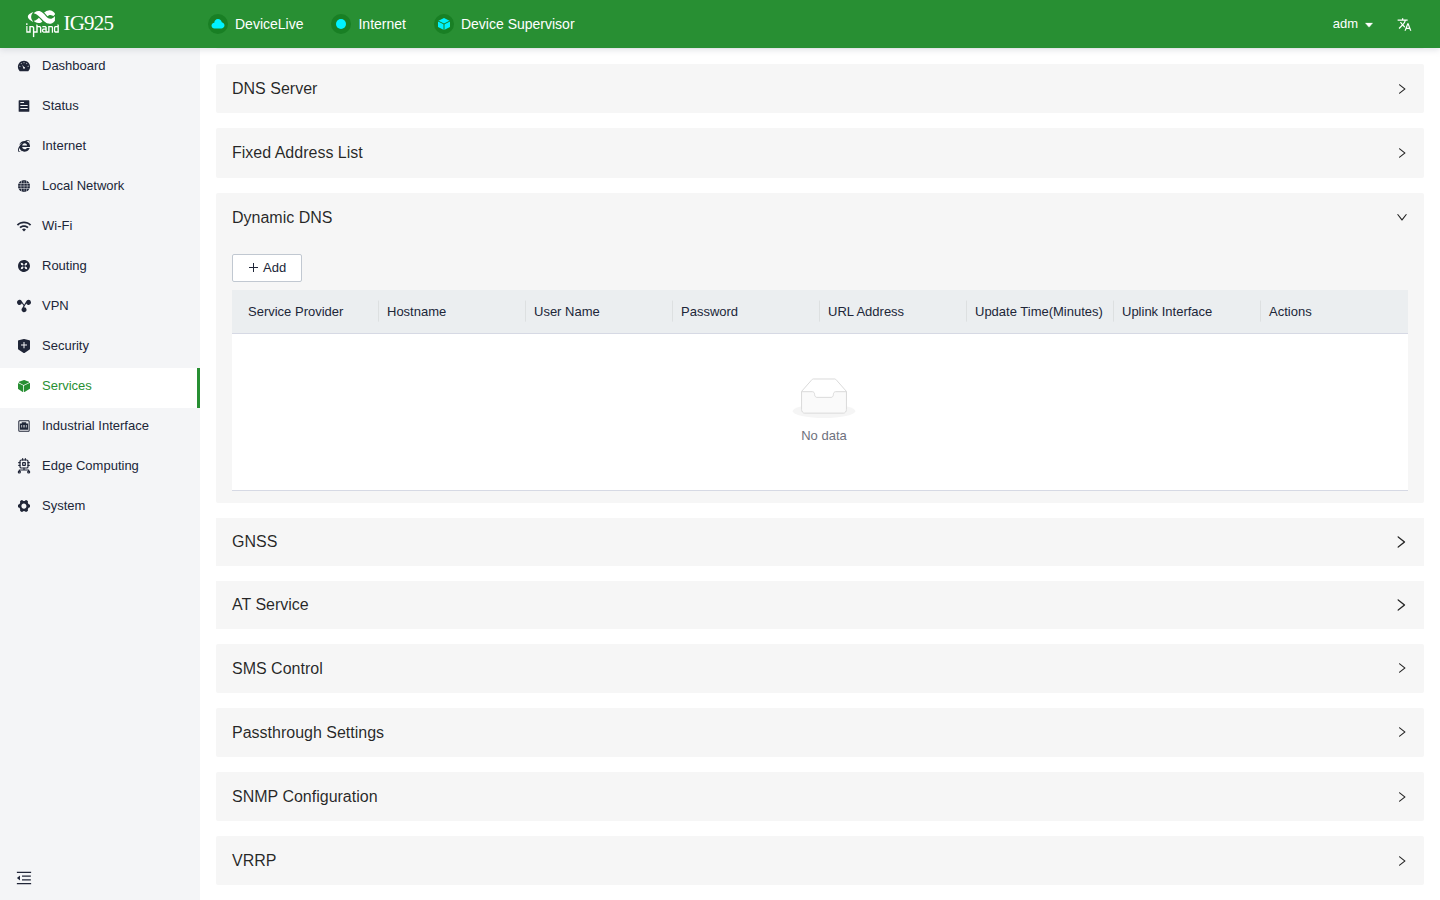 inhand IG925
DeviceLive
Internet
Device Supervisor
adm
Dashboard
Status
Internet
Local Network
Wi-Fi
Routing
VPN
Security
Services
Industrial Interface
Edge Computing
System
DNS Server
Fixed Address List
Dynamic DNS
Add
Service Provider
Hostname
User Name
Password
URL Address
Update Time(Minutes)
Uplink Interface
Actions
No data
GNSS
AT Service
SMS Control
Passthrough Settings
SNMP Configuration
VRRP